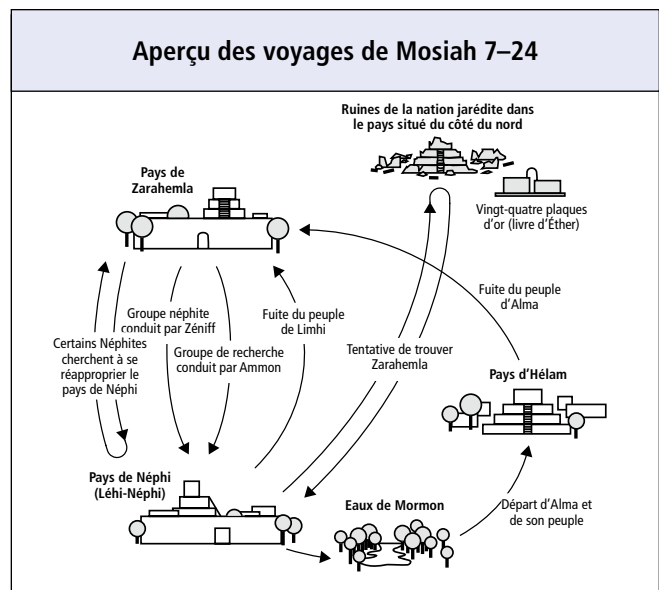 Aperçu des voyages de Mosiah 7–24
Ruines de la nation jarédite dans
le pays situé du côté du nord
Pays de
Zarahemla
Vingt-quatre plaques
d’or (livre d’Éther)
Fuite du peuple
d’Alma
Groupe néphite
conduit par Zéniff
Fuite du peuple
de Limhi
Certains Néphites
cherchent à se
réapproprier le
pays de Néphi
Groupe de recherche
conduit par Ammon
Tentative de trouver
Zarahemla
Pays d’Hélam
Pays de Néphi
(Léhi-Néphi)
Eaux de Mormon
Départ d’Alma et
de son peuple